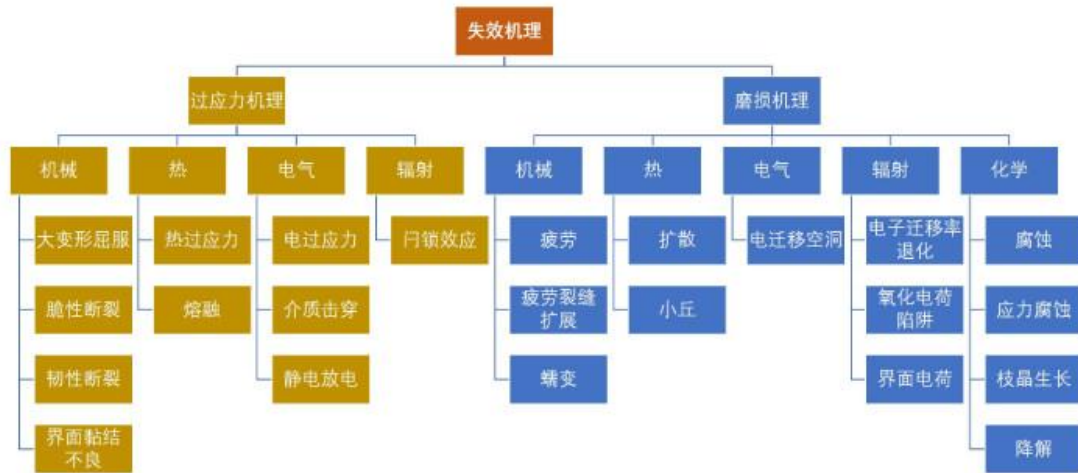 失效机理
过应力机理
磨损机理
机械
热
电气
辐射
机械
热
电气
辐射
化学
大变形屈服
热过应力
电过应力
闩锁效应
疲劳
扩散
电迁移空洞
电子迁移率
退化
腐蚀
脆性断裂
熔融
介质击穿
疲劳裂缝
扩展
小丘
氧化电荷
陷阱
应力腐蚀
韧性断裂
静电放电
蠕变
界面电荷
枝晶生长
界面黏结
不良
降解